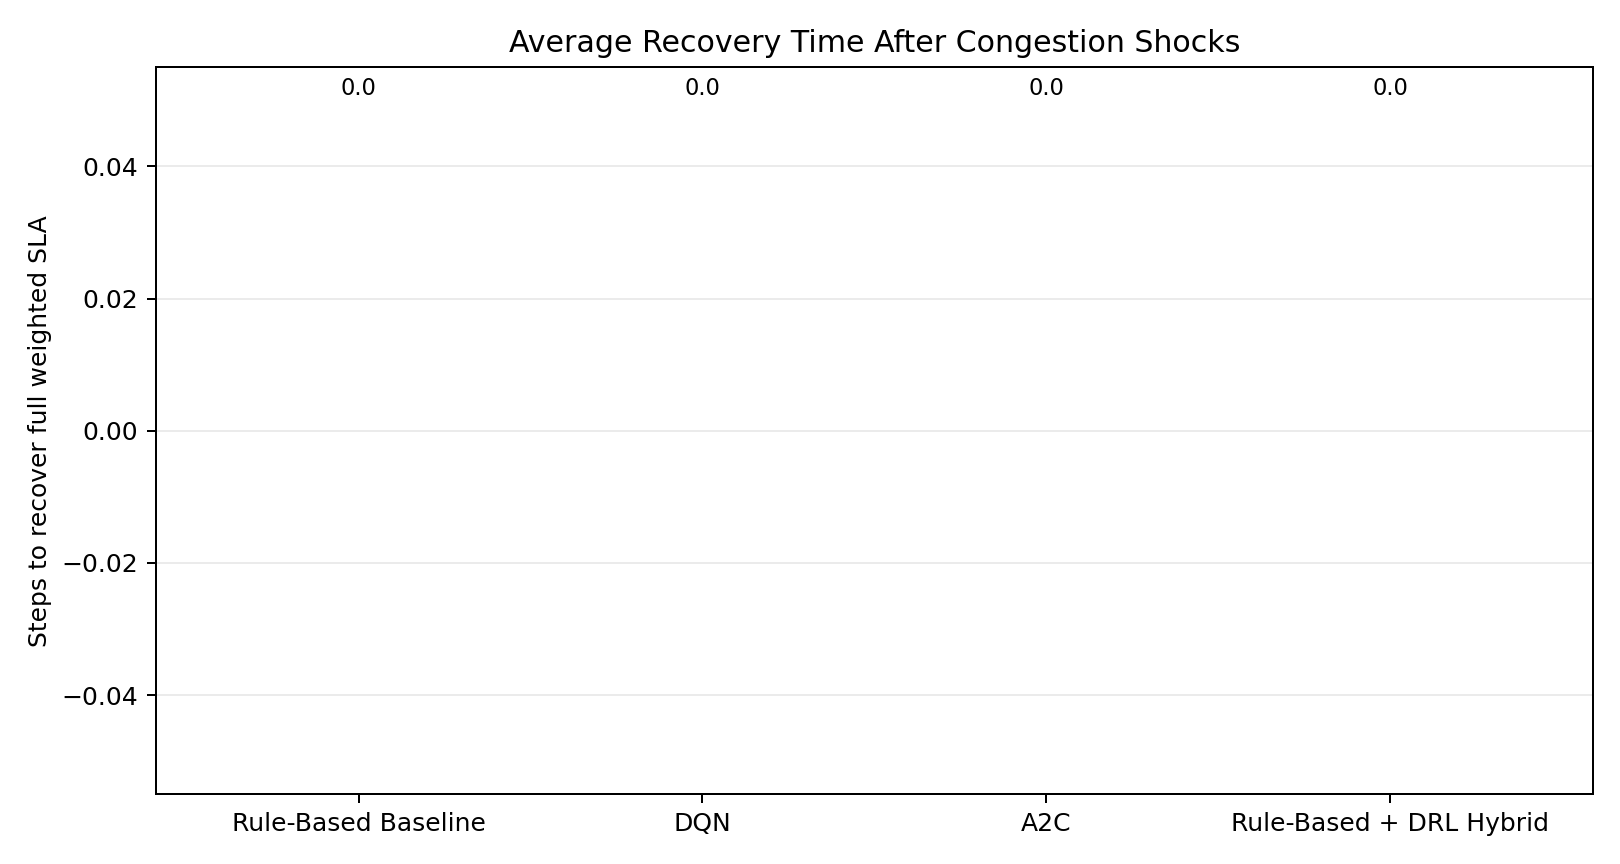 Average Recovery Time After Congestion Shocks
0.0 0.0 0.0 0.0
Steps to recover full weighted SLA
0.04
0.02
0.00
−0.02
−0.04
Rule-Based Baseline DQN A2C Rule-Based + DRL Hybrid